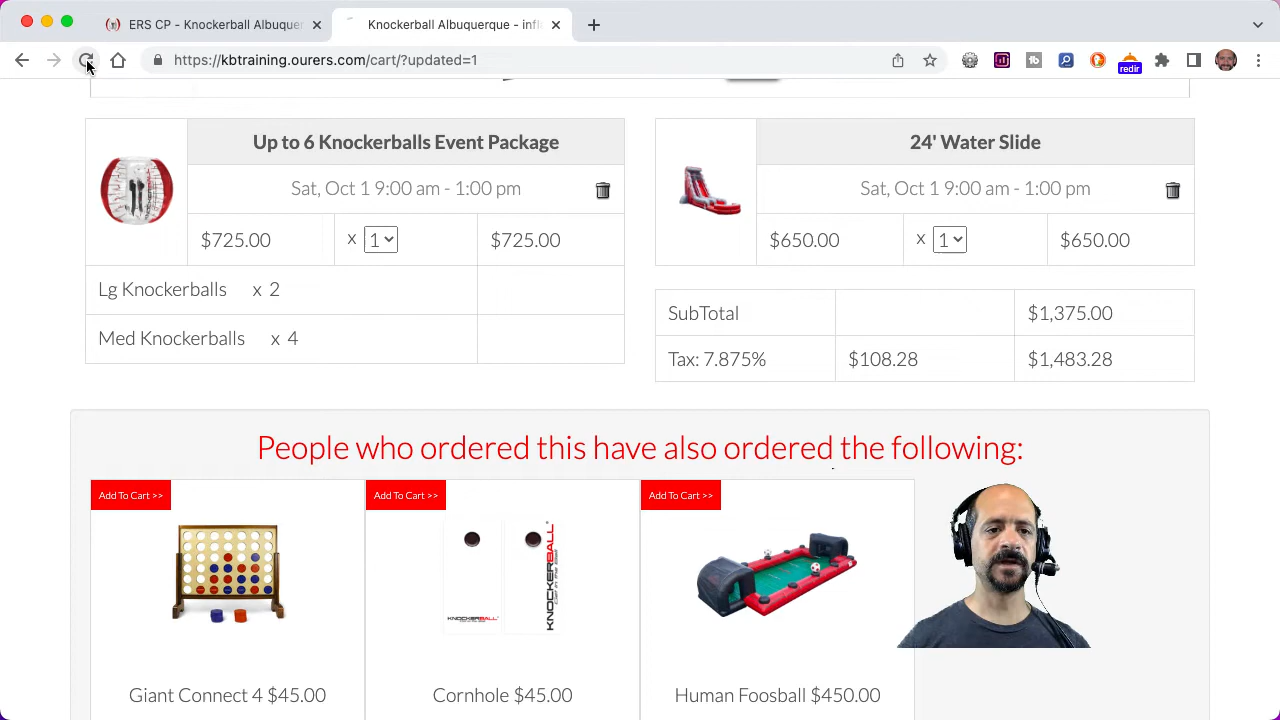 ERS CP - Knockerball Albuquer
Knockerball Albuquerque - infl
https://kbtraining.ourers.com/cart/?updated=1
redir
Up to 6 Knockerballs Event Package
Sat, Oct 1 9:00 am - 1:00 pm
$725.00 x 1 $725.00
Lg Knockerballs x 2
Med Knockerballs x 4
24' Water Slide
Sat, Oct 1 9:00 am - 1:00 pm
$650.00 x 1 $650.00
SubTotal $1,375.00
Tax: 7.875% $108.28 $1,483.28
People who ordered this have also ordered the following:
Add To Cart >>
Add To Cart >>
Add To Cart >>
KNOCKERBALL
KNOCKERBALL
Giant Connect 4 $45.00
Cornhole $45.00
Human Foosball $450.00